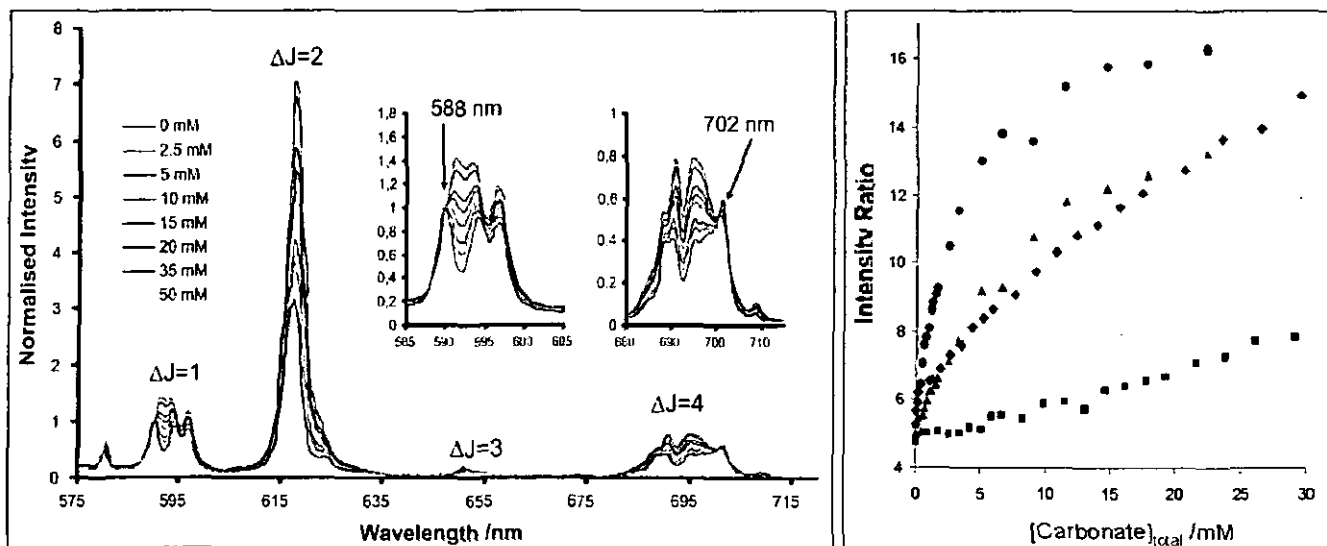 8
7
6
5
4
3
2
1
0
Normalised Intensity
575 595 615 635 655 675 695 715
Wavelength /nm
ΔJ=1
ΔJ=2
ΔJ=3
ΔJ=4
0 mM
2.5 mM
5 mM
10 mM
15 mM
20 mM
35 mM
50 mM
588 nm
1,8
1,6
1,4
1,2
1
0,8
0,6
0,4
0,2
0
585 590 595 600 605
702 nm
1
0,8
0,6
0,4
0,2
0
680 690 700 710
16
14
12
10
8
6
4
Intensity Ratio
0 5 10 15 20 25 30
[Carbonate]total /mM